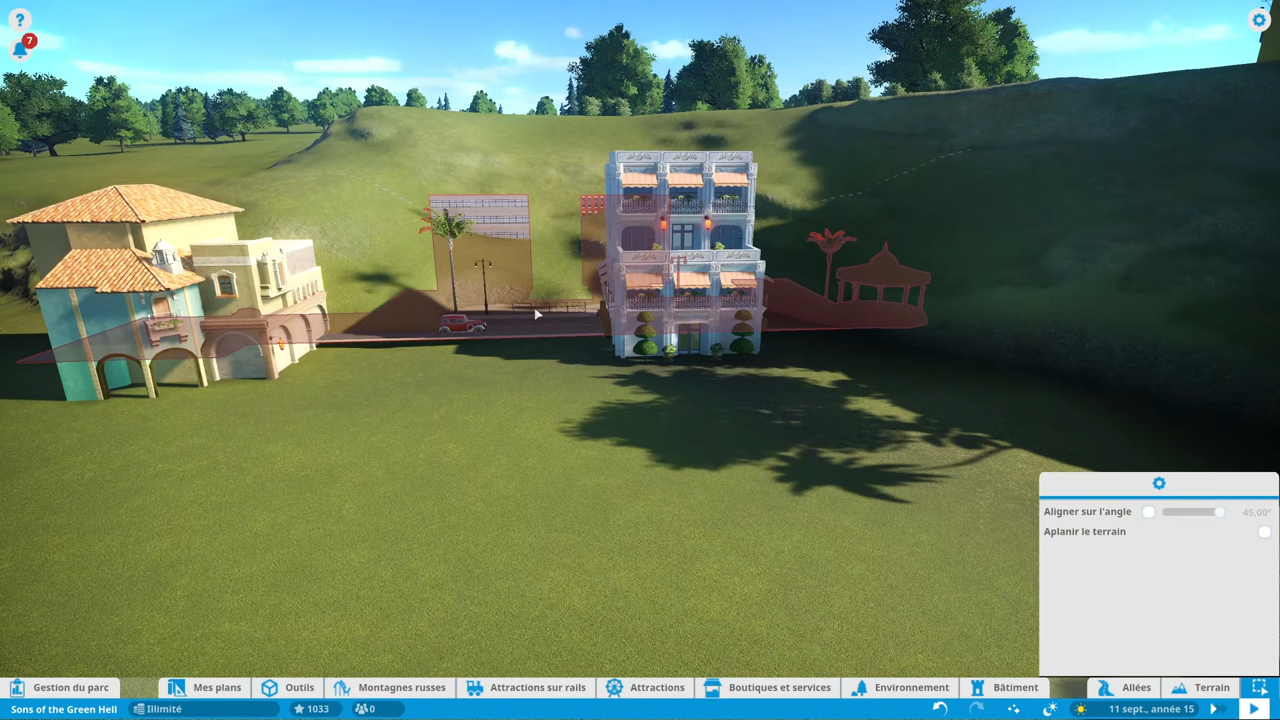 ?
7
Aligner sur l'angle 45,00°
Aplanir le terrain
Gestion du parc Mes plans Outils Montagnes russes Attractions sur rails Attractions Boutiques et services Environnement Bâtiment Allées Terrain
Sons of the Green Hell Illimité 1033 0 11 sept., année 15